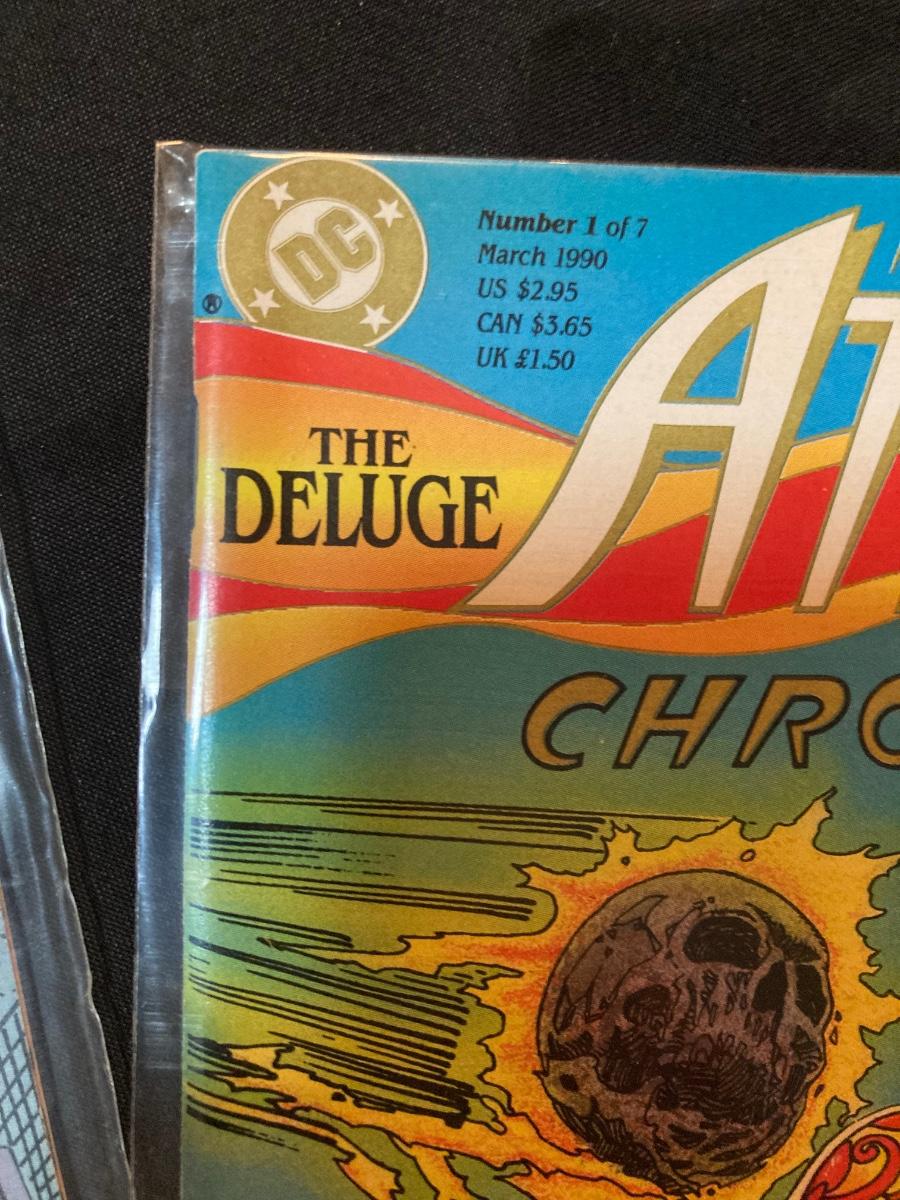 DC
®
Number 1 of 7
March 1990
US $2.95
CAN $3.65
UK £1.50
THE
DELUGE
AT
CHRO